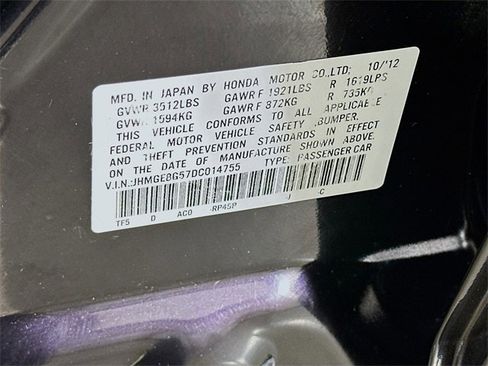 MFD. IN JAPAN BY HONDA MOTOR CO.,LTD; 10/'12
GVWR 3512LBS GAWR F 1921LBS R 1619LPS
GVWR 1594KG GAWR F 872KG R 735KG
THIS VEHICLE CONFORMS TO ALL APPLICABLE
FEDERAL MOTOR VEHICLE SAFETY ,BUMPER.
AND THEFT PREVENTION STANDARDS IN EFFECT
ON THE DATE OF MANUFACTURE SHOWN ABOVE.
V.I.N.:JHMGE8G57DC014755 TYPE: PASSENGER CAR
TF5 D AC0 -RP45P - I -C